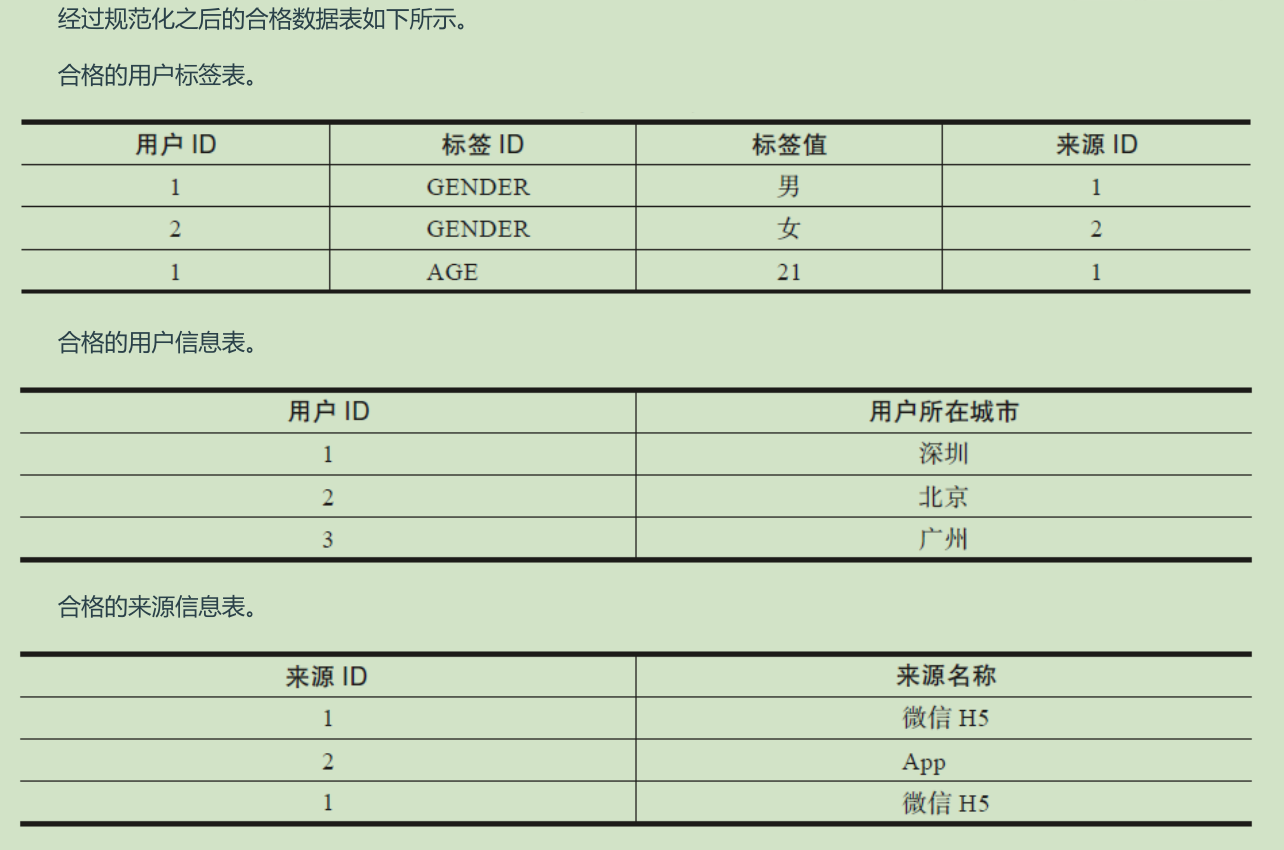 经过规范化之后的合格数据表如下所示。
合格的用户标签表。
用户 ID 标签 ID 标签值 来源 ID
1 GENDER 男 1
2 GENDER 女 2
1 AGE 21 1
合格的用户信息表。
用户 ID 用户所在城市
1 深圳
2 北京
3 广州
合格的来源信息表。
来源 ID 来源名称
1 微信 H5
2 App
1 微信 H5